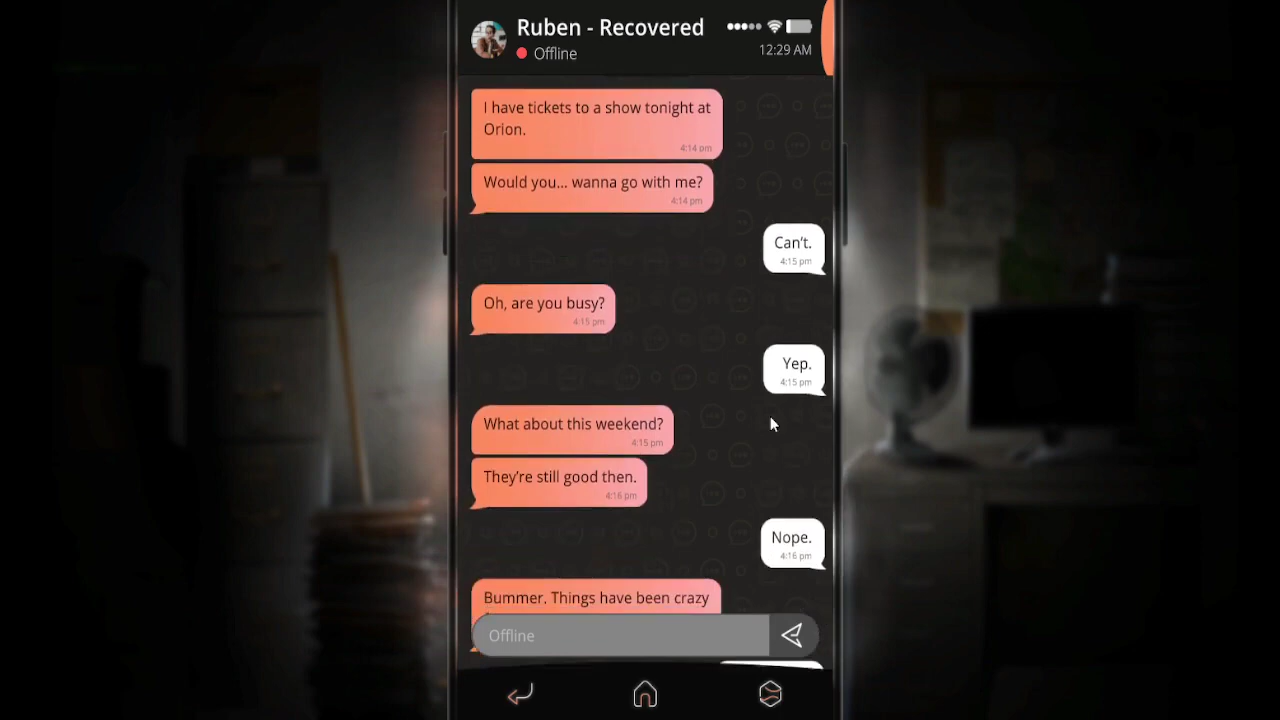 Ruben - Recovered
Offline
12:29 AM
I have tickets to a show tonight at
Orion.
4:14 pm
Would you... wanna go with me?
4:14 pm
Can't.
4:15 pm
Oh, are you busy?
4:15 pm
Yep.
4:15 pm
What about this weekend?
4:15 pm
They're still good then.
4:16 pm
Nope.
4:16 pm
Bummer. Things have been crazy
Offline